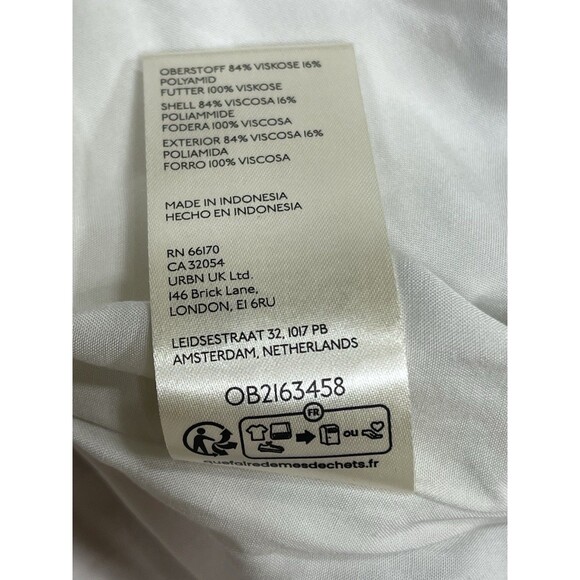 OBERSTOFF 84% VISKOSE 16%
POLYAMID
FUTTER 100% VISKOSE
SHELL 84% VISCOSA 16%
POLIAMMIDE
FODERA 100% VISCOSA
EXTERIOR 84% VISCOSA 16%
POLIAMIDA
FORRO 100% VISCOSA
MADE IN INDONESIA
HECHO EN INDONESIA
RN 66170
CA 32054
URBN UK Ltd.
146 Brick Lane,
LONDON, E1 6RU
LEIDSESTRAAT 32, 1017 PB
AMSTERDAM, NETHERLANDS
OB2163458
FR
OU
quefairedemesdechets.fr